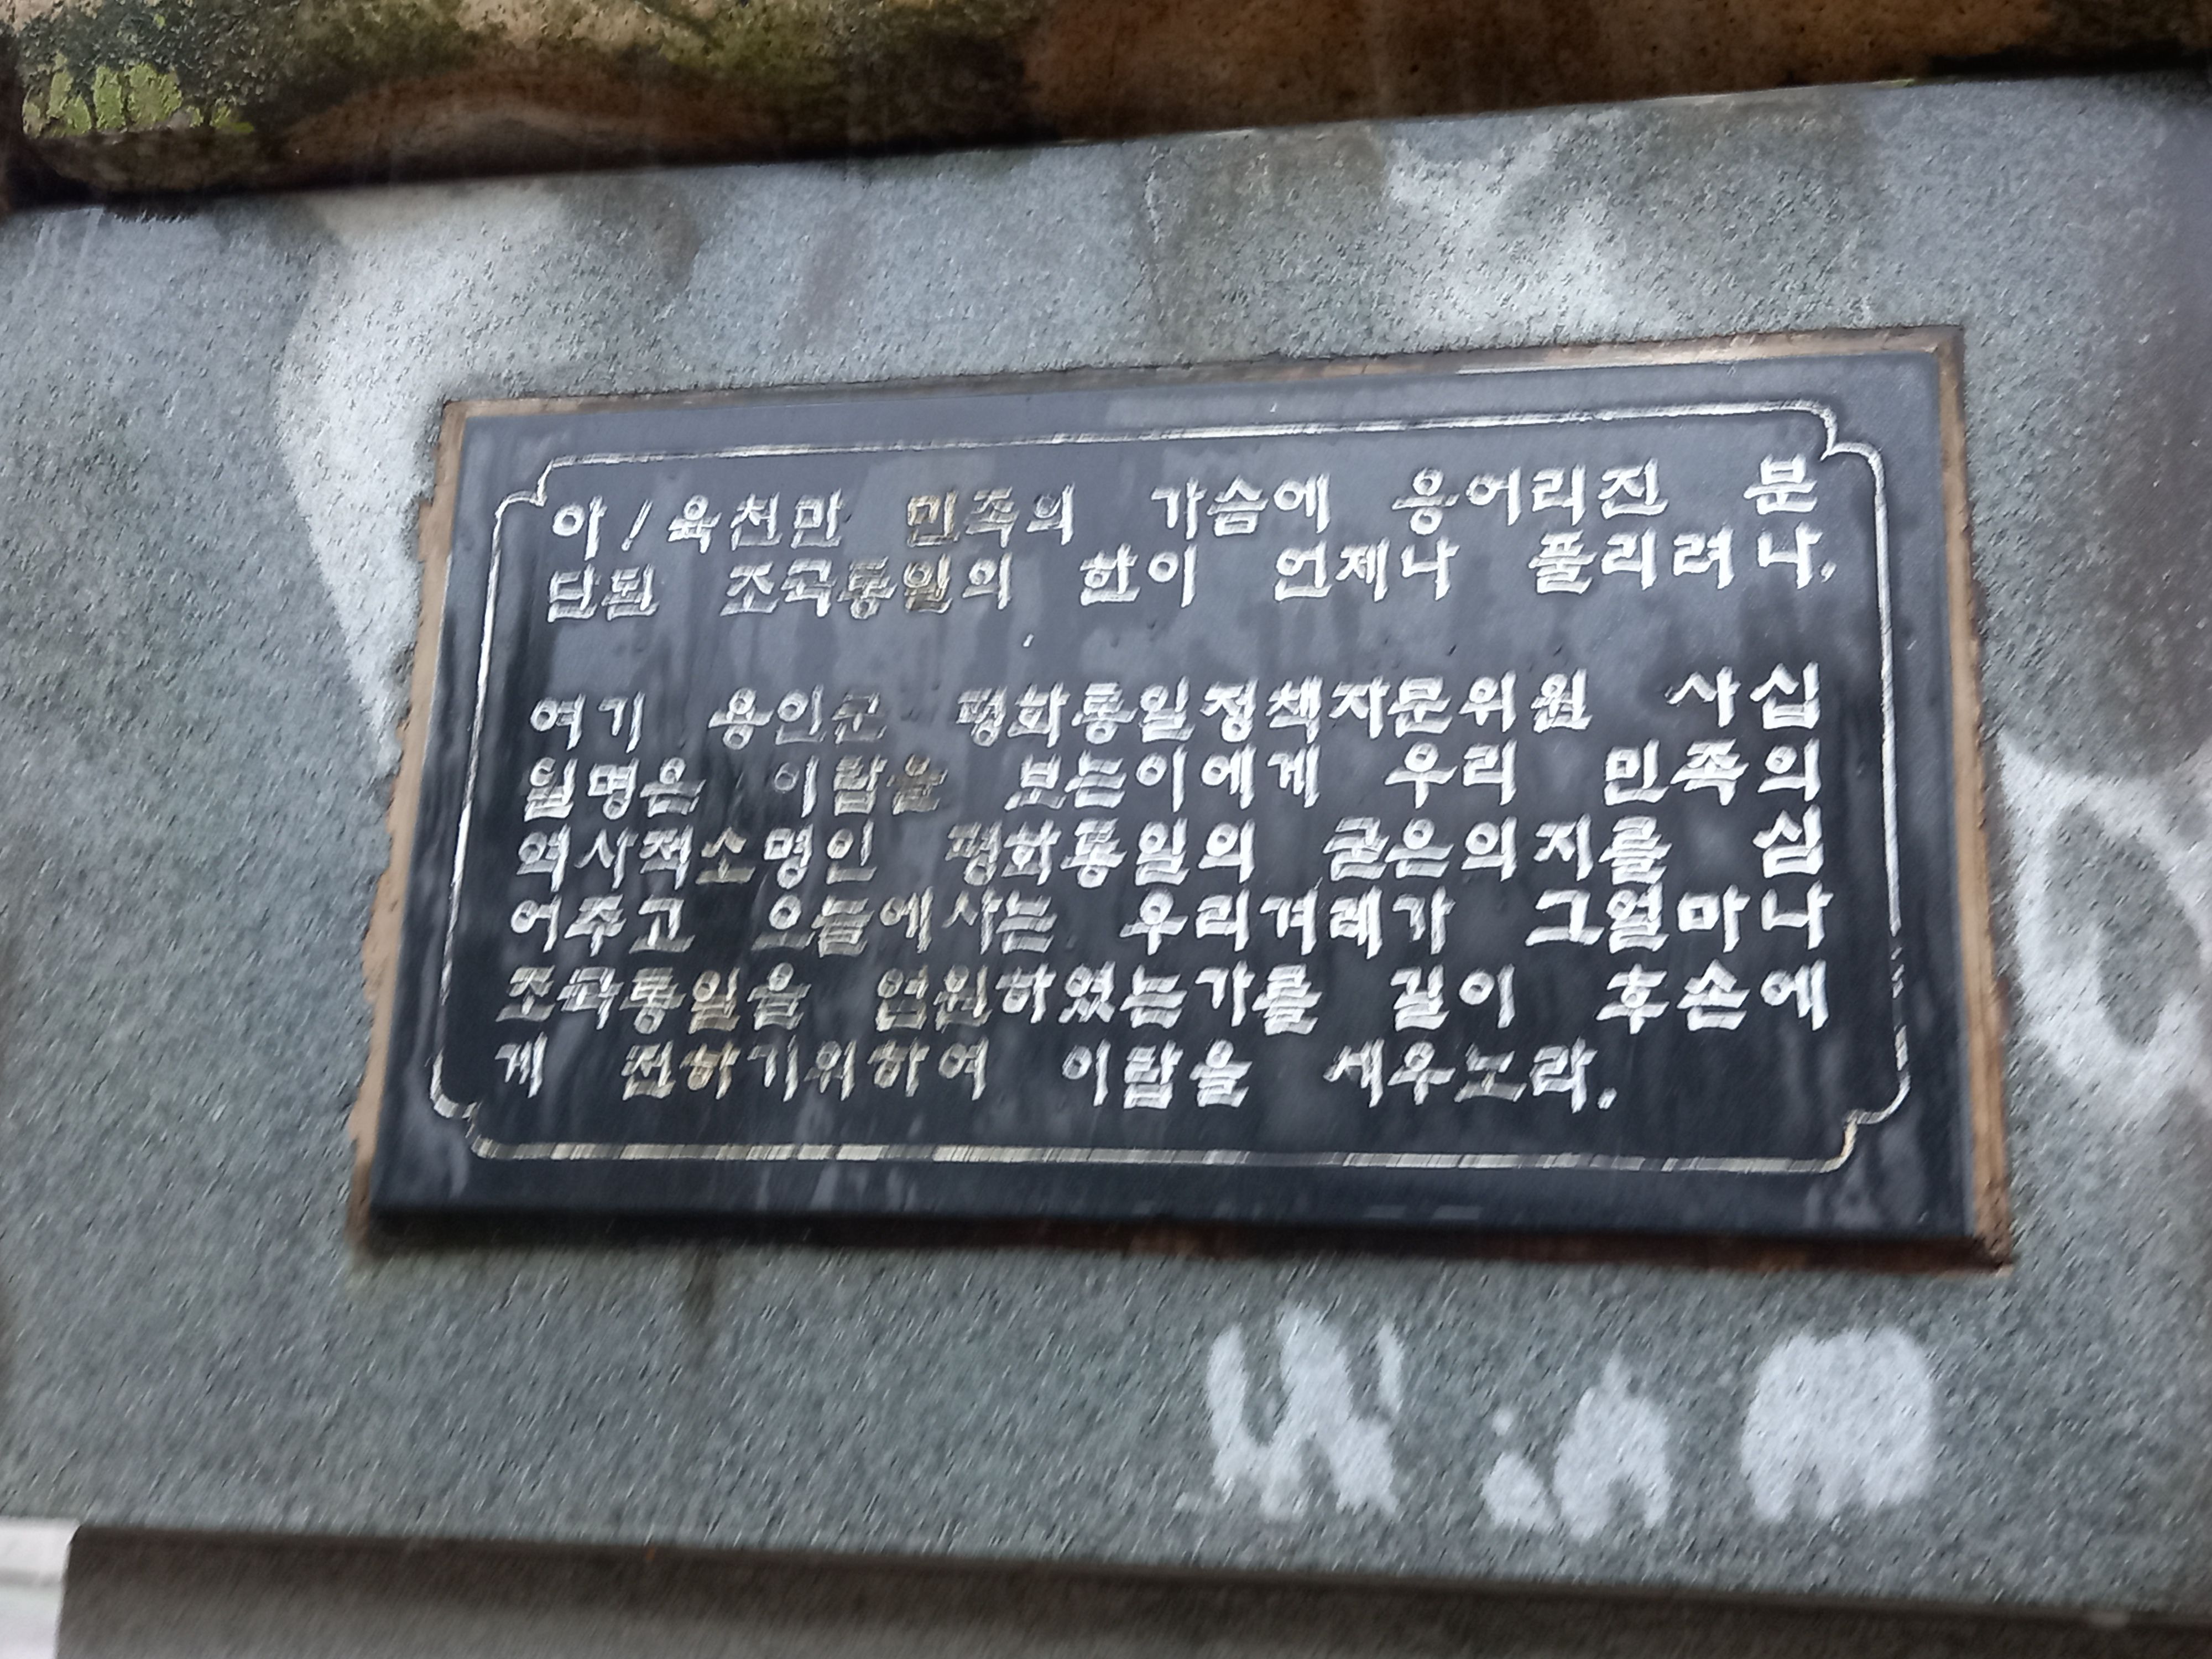 아! 육천만 민족의 가슴에 응어리진 분
단된 조국통일의 한이 언제나 풀리려나,
여기 용인군 평화통일정책자문위원 사십
일명은 이탑을 보는이에게 우리 민족의
역사적소명인 평화통일의 굳은의지를 심
어주고 오늘에사는 우리겨레가 그얼마나
조국통일을 염원하였는가를 길이 후손에
게 전하기위하여 이탑을 세우노라.